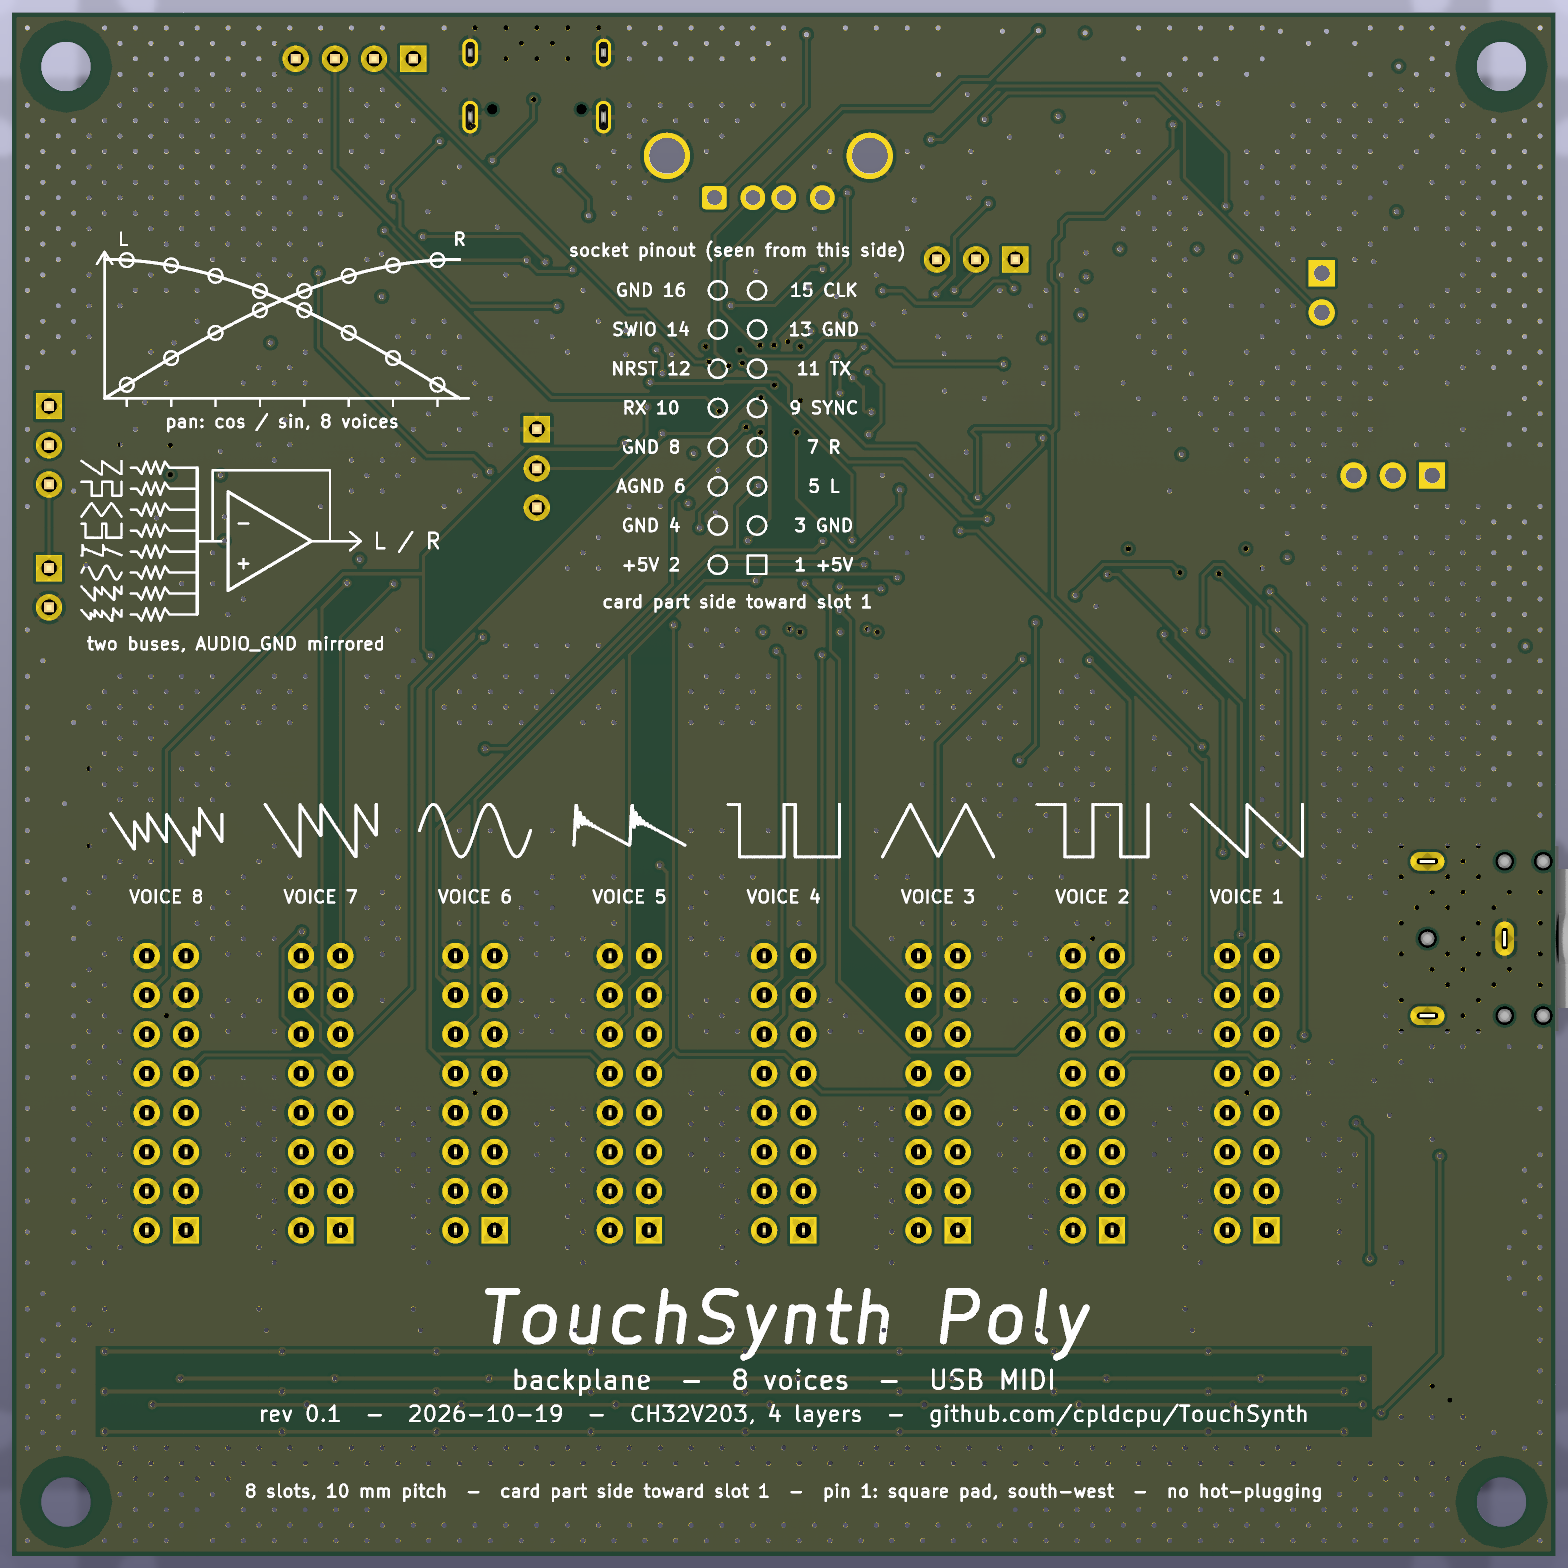 L R
pan: cos / sin, 8 voices
L / R
two buses, AUDIO_GND mirrored
socket pinout (seen from this side)
GND 16 15 CLK
SWIO 14 13 GND
NRST 12 11 TX
RX 10 9 SYNC
GND 8 7 R
AGND 6 5 L
GND 4 3 GND
+5V 2 1 +5V
card part side toward slot 1
VOICE 8 VOICE 7 VOICE 6 VOICE 5 VOICE 4 VOICE 3 VOICE 2 VOICE 1
TouchSynth Poly
backplane – 8 voices – USB MIDI
rev 0.1 – 2026-10-19 – CH32V203, 4 layers – github.com/cpldcpu/TouchSynth
8 slots, 10 mm pitch – card part side toward slot 1 – pin 1: square pad, south-west – no hot-plugging